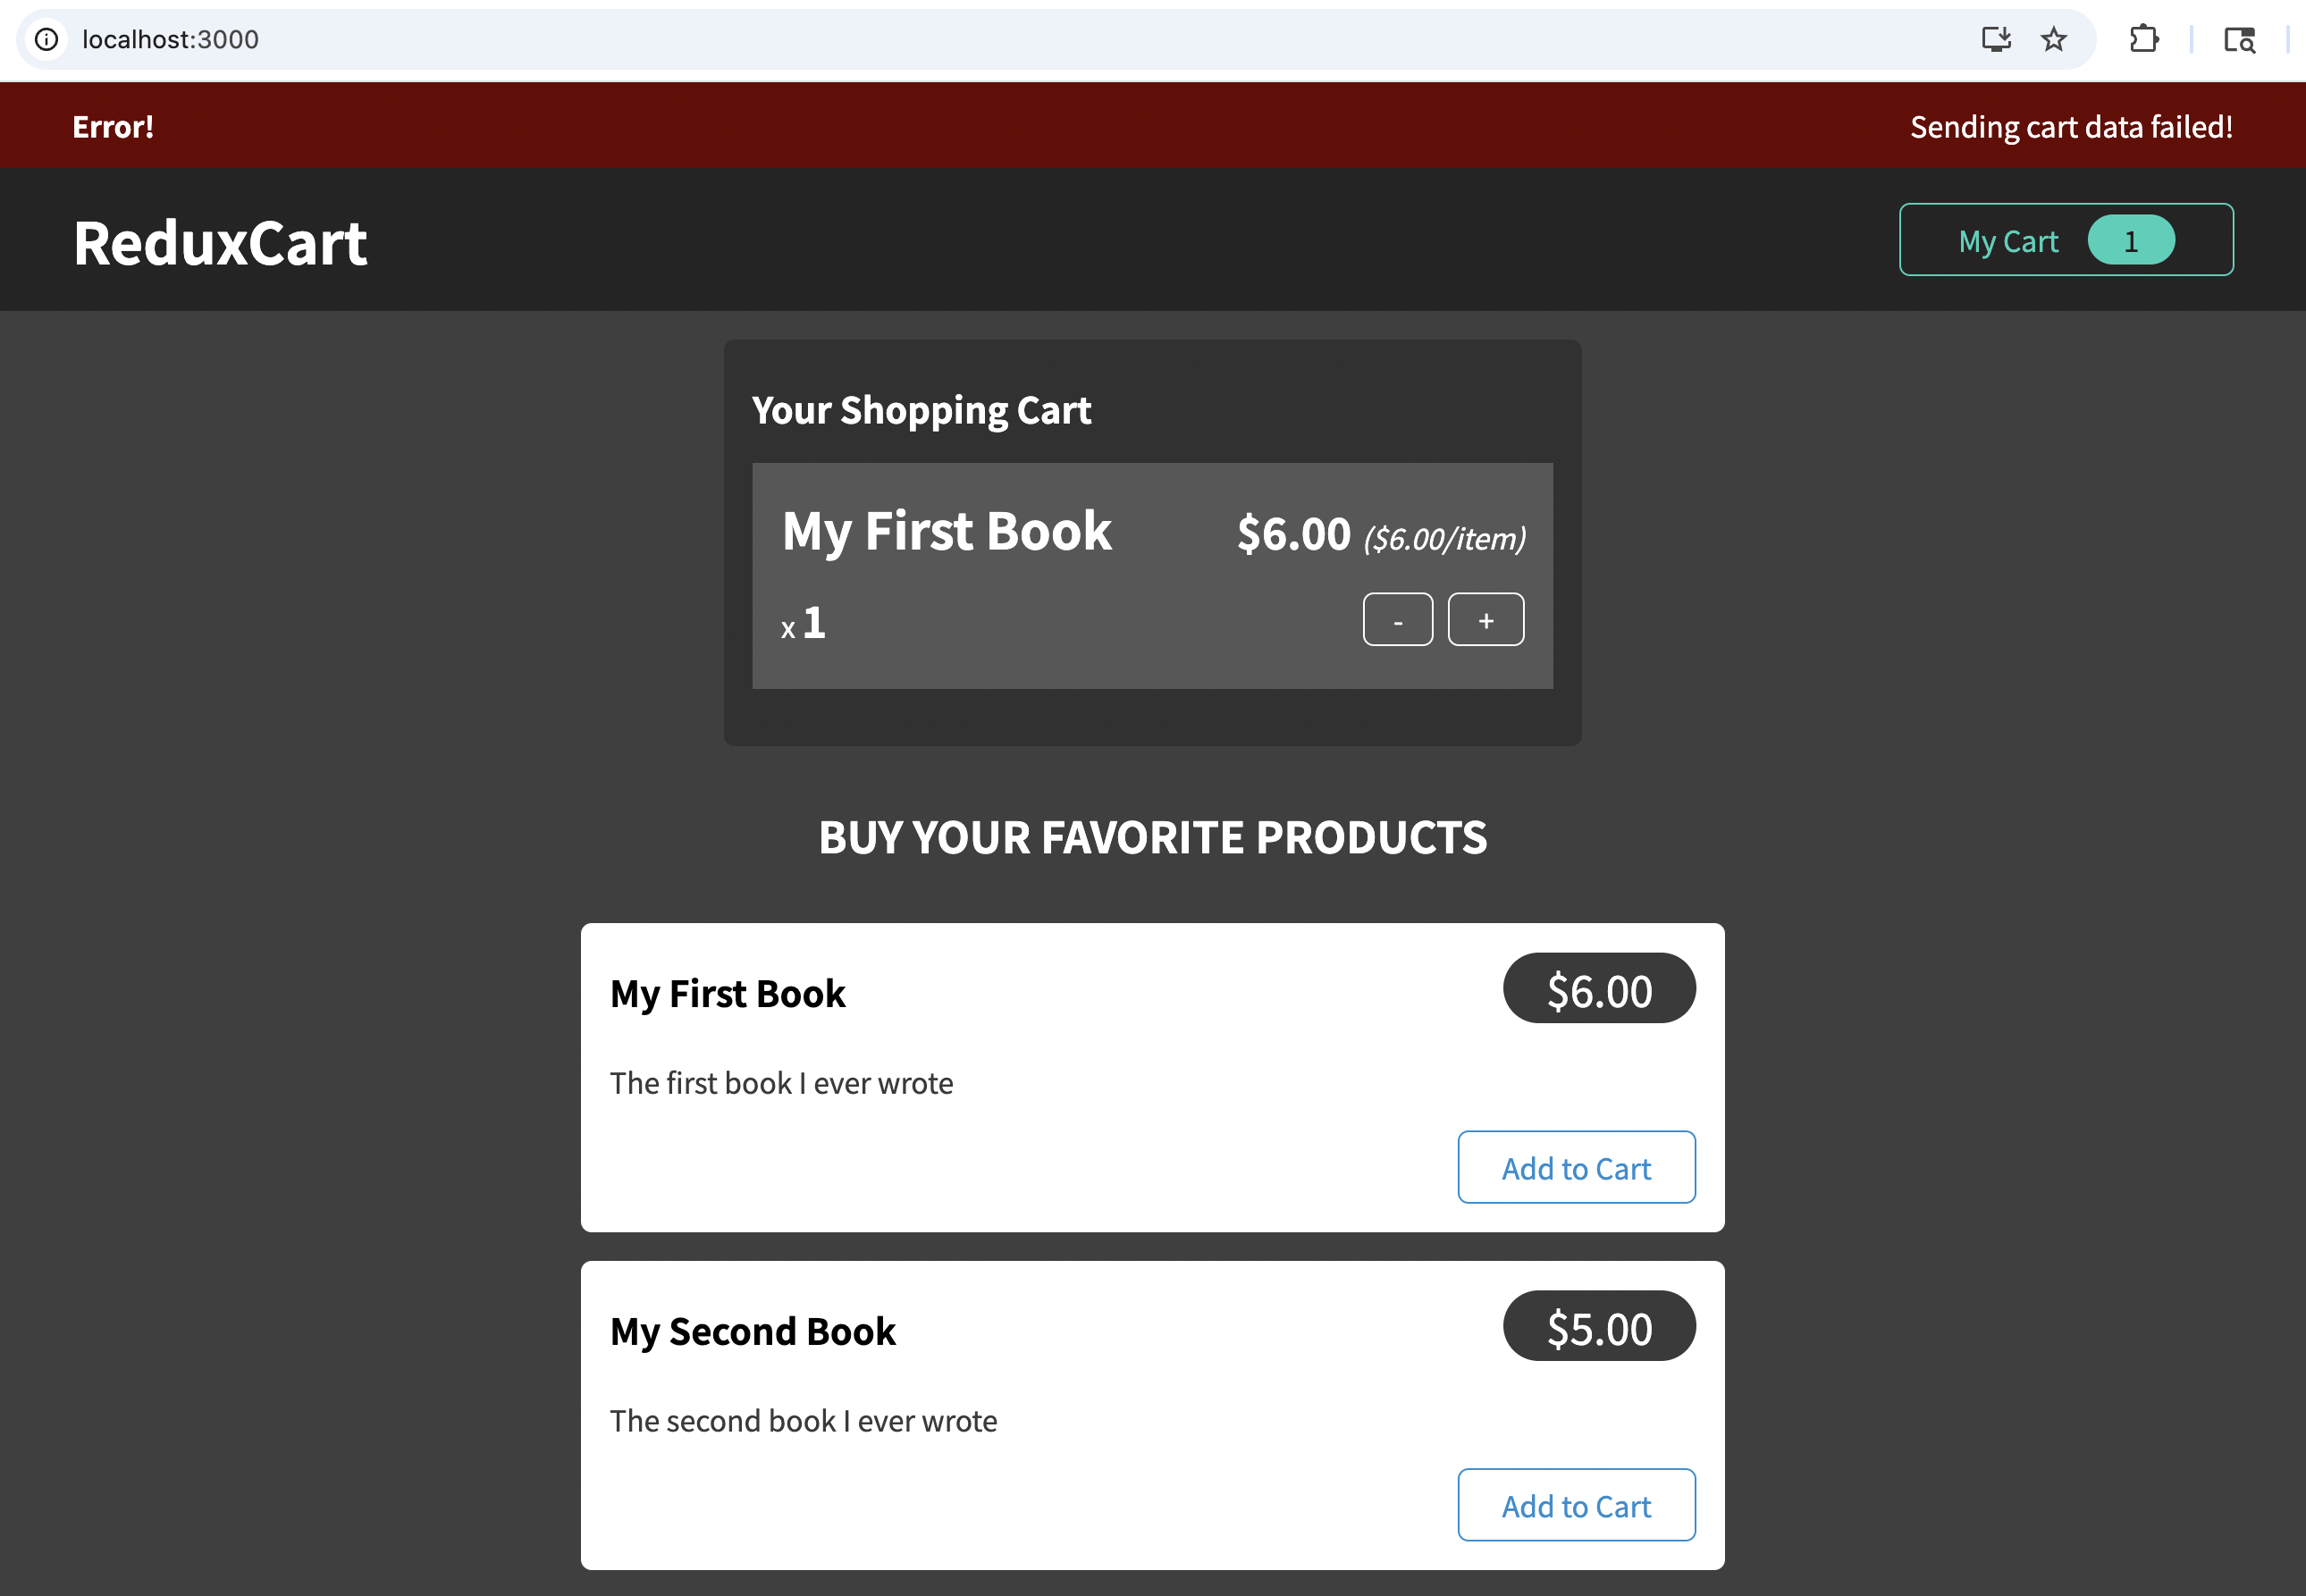 localhost:3000
Error! Sending cart data failed!
ReduxCart My Cart 1
Your Shopping Cart
My First Book $6.00 ($6.00/item)
x 1 - +
BUY YOUR FAVORITE PRODUCTS
My First Book $6.00
The first book I ever wrote
Add to Cart
My Second Book $5.00
The second book I ever wrote
Add to Cart